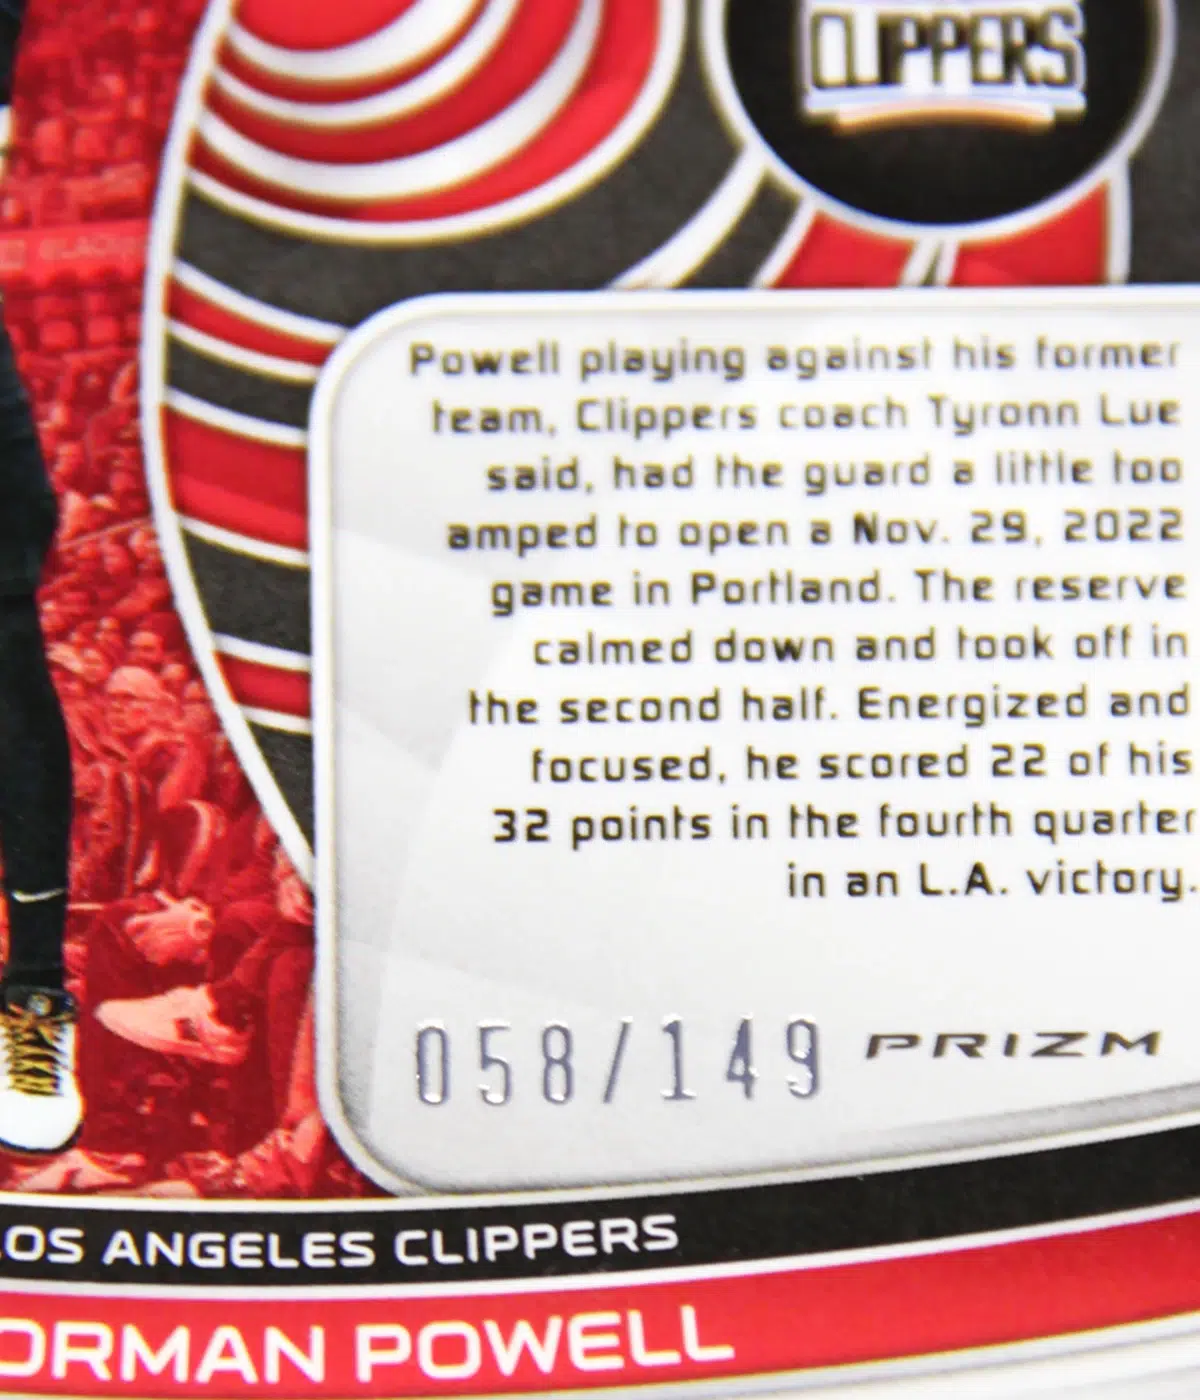 CLIPPERS
Powell playing against his former
team, Clippers coach Tyronn Lue
said, had the guard a little too
amped to open a Nov. 29, 2022
game in Portland. The reserve
calmed down and took off in
the second half. Energized and
focused, he scored 22 of his
32 points in the fourth quarter
in an L.A. victory.
058/149 PRIZM
LOS ANGELES CLIPPERS
ORMAN POWELL